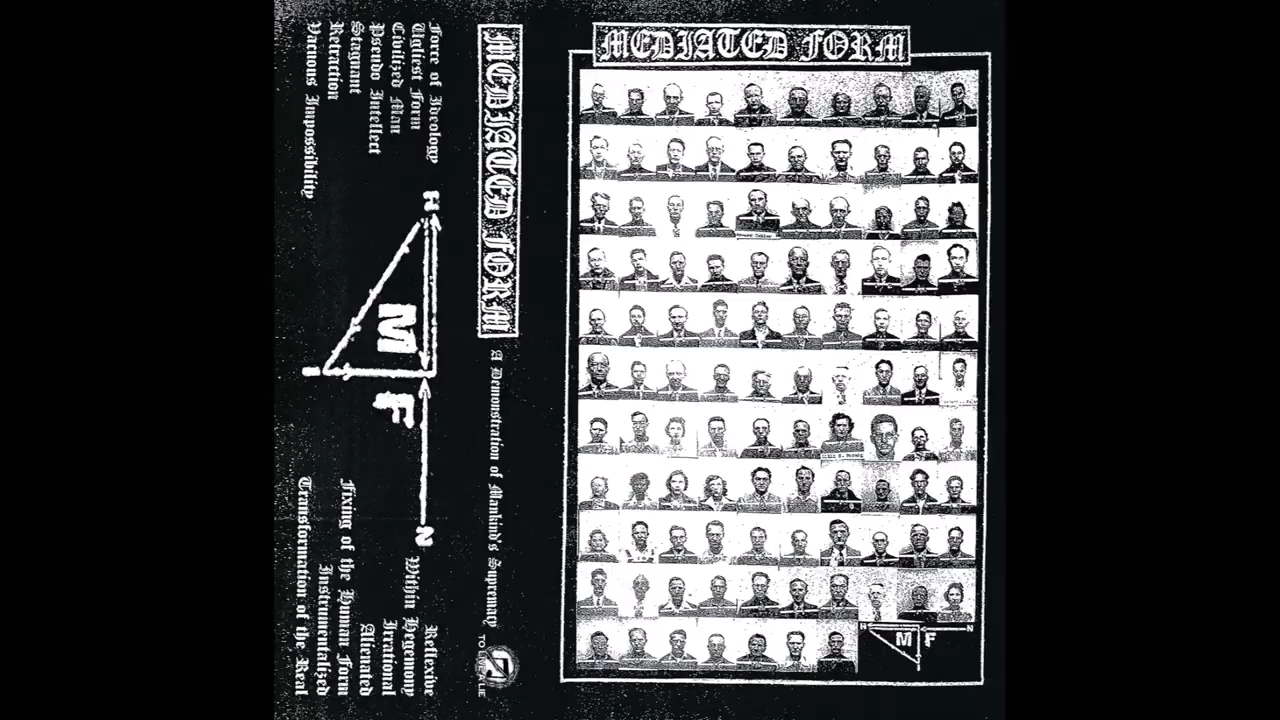 Force of Ideology
Ugliest Form
Civilized Man
Pseudo Intellect
Stagnant
Retraction
Vacuous Impossibility
H
M
F
I
N
Reflexive
Within Hegemony
Irrational
Alienated
Fixing of the Human Form
Instrumentalized
Transformation of the Real
MEDIATED FORM
A Demonstration of Mankind's Supremacy
TO LIVE A LIE
MEDIATED FORM
H
M
F
I
N